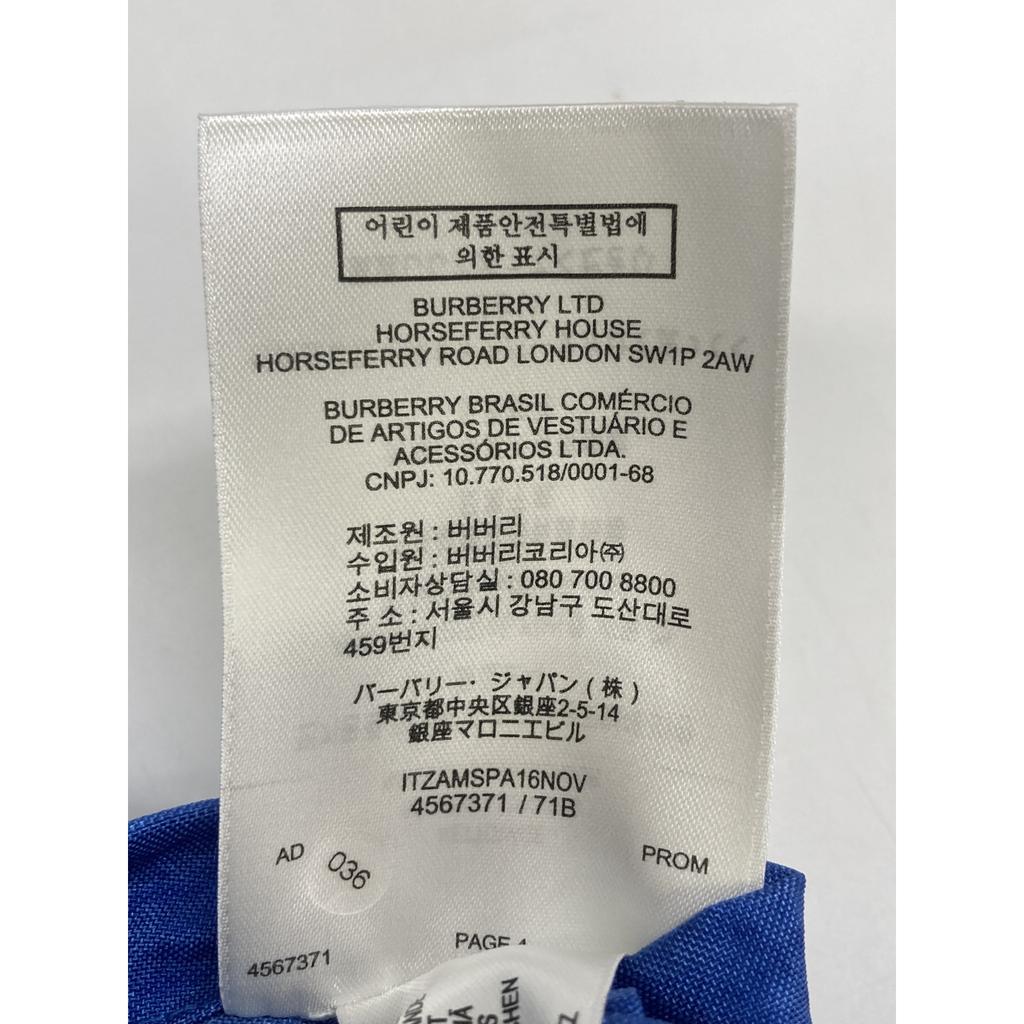 어린이 제품안전특별법에
의한 표시
BURBERRY LTD
HORSEFERRY HOUSE
HORSEFERRY ROAD LONDON SW1P 2AW
BURBERRY BRASIL COMÉRCIO
DE ARTIGOS DE VESTUÁRIO E
ACESSÓRIOS LTDA.
CNPJ: 10.770.518/0001-68
제조원 : 버버리
수입원 : 버버리코리아㈜
소비자상담실 : 080 700 8800
주 소 : 서울시 강남구 도산대로
459번지
バーバリー・ジャパン(株)
東京都中央区銀座2-5-14
銀座マロニエビル
ITZAMSPA16NOV
4567371 / 71B
AD 036 PROM
4567371 PAGE